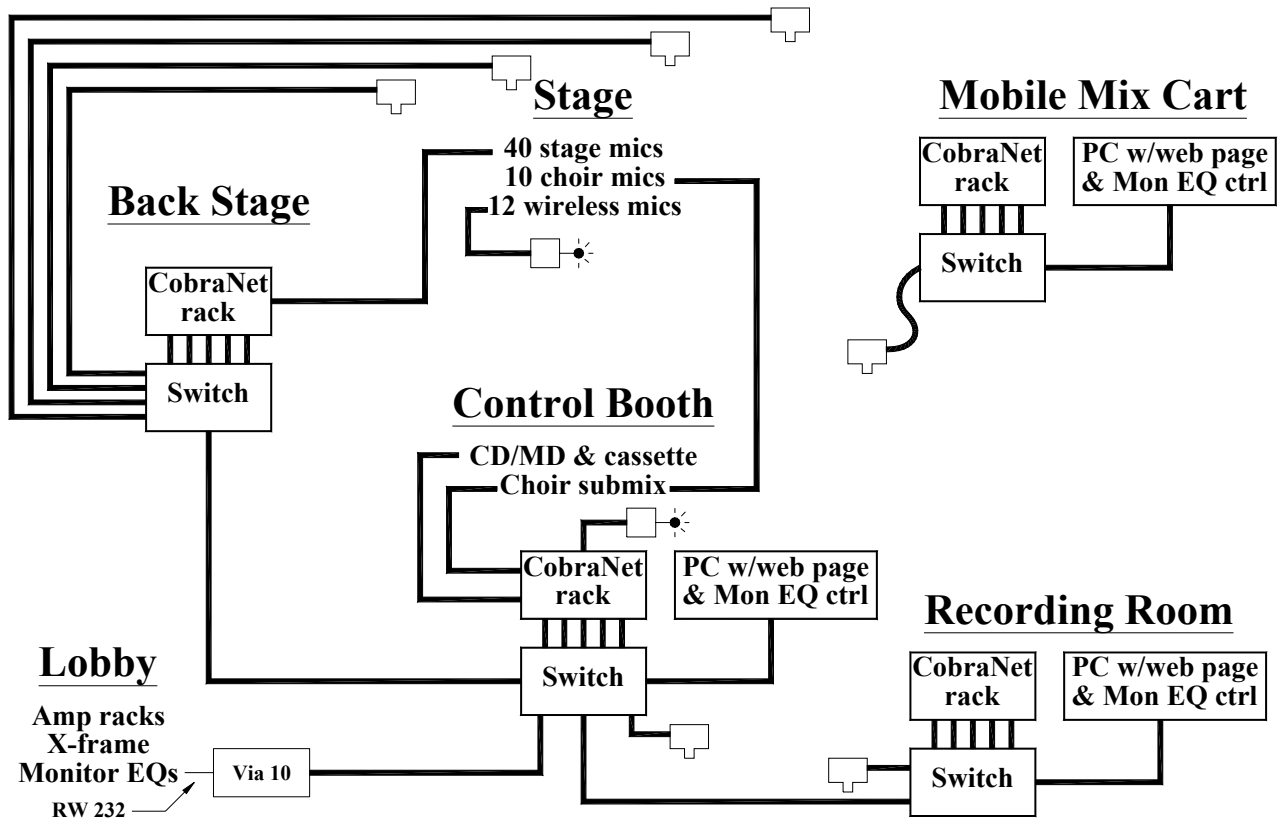 Stage
40 stage mics
10 choir mics
12 wireless mics
Mobile Mix Cart
CobraNet
rack
PC w/web page
& Mon EQ ctrl
Switch
Back Stage
CobraNet
rack
Switch
Control Booth
CD/MD & cassette
Choir submix
CobraNet
rack
PC w/web page
& Mon EQ ctrl
Switch
Recording Room
CobraNet
rack
PC w/web page
& Mon EQ ctrl
Switch
Lobby
Amp racks
X-frame
Monitor EQs
Via 10
RW 232